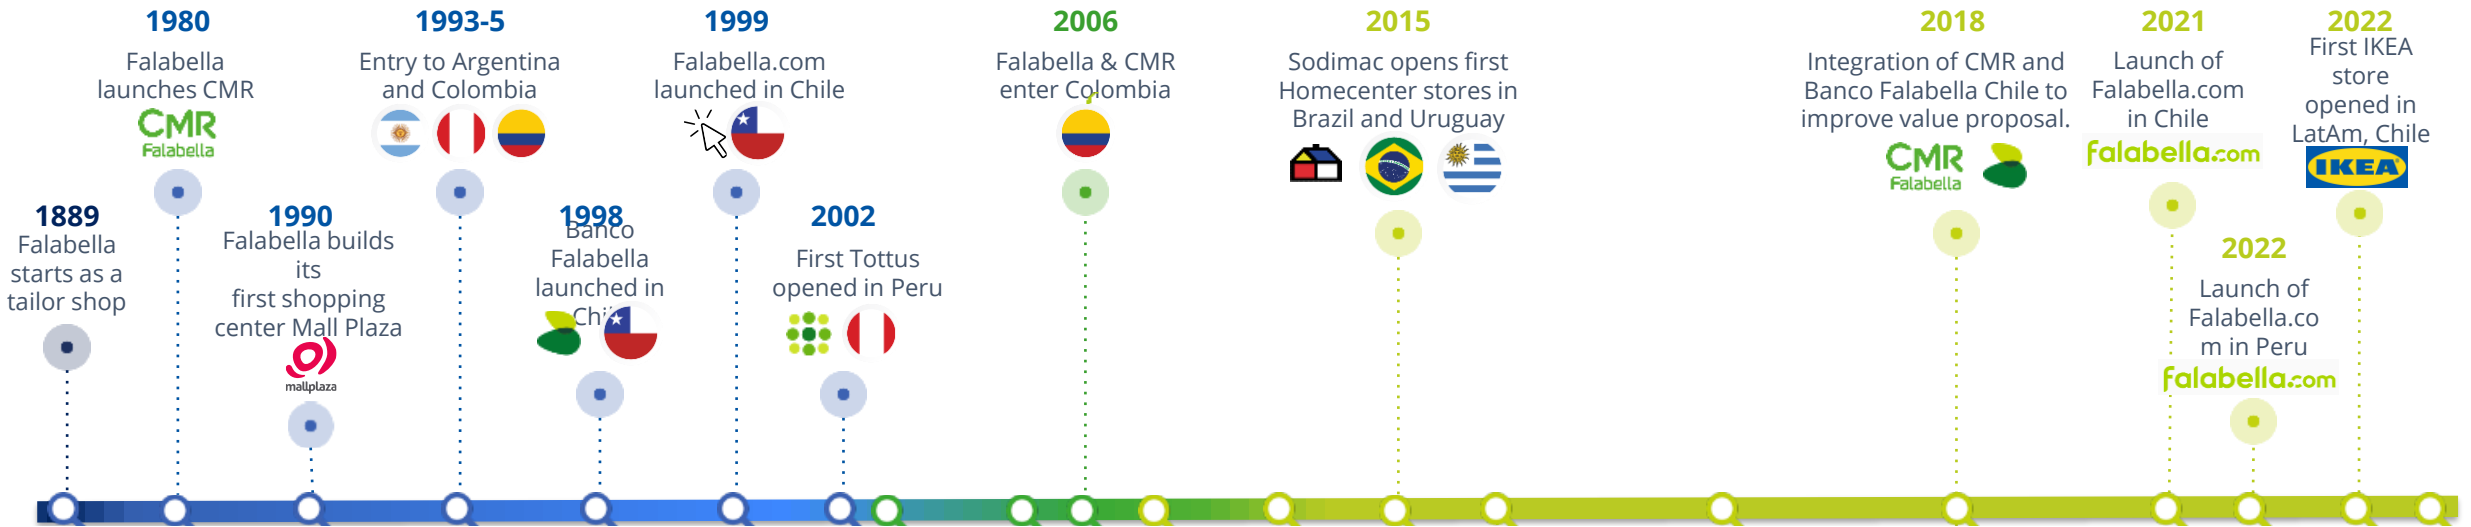 1889
Falabella
starts as a
tailor shop
1980
Falabella
launches CMR
CMR
Falabella
1990
Falabella builds
its
first shopping
center Mall Plaza
mallplaza
1993-5
Entry to Argentina
and Colombia
1998
Banco
Falabella
launched in
Chile
1999
Falabella.com
launched in Chile
2002
First Tottus
opened in Peru
2006
Falabella & CMR
enter Colombia
2015
Sodimac opens first
Homecenter stores in
Brazil and Uruguay
2018
Integration of CMR and
Banco Falabella Chile to
improve value proposal.
CMR
Falabella
2021
Launch of
Falabella.com
in Chile
falabella.com
2022
Launch of
Falabella.co
m in Peru
falabella.com
2022
First IKEA
store
opened in
LatAm, Chile
IKEA